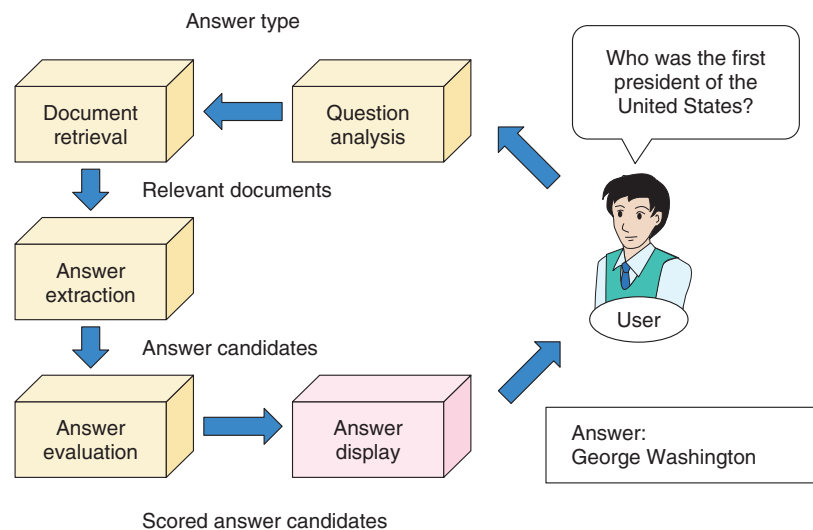 Answer type
Who was the first
president of the
United States?
Document
retrieval
Question
analysis
Relevant documents
Answer
extraction
User
Answer candidates
Answer
evaluation
Answer
display
Answer:
George Washington
Scored answer candidates